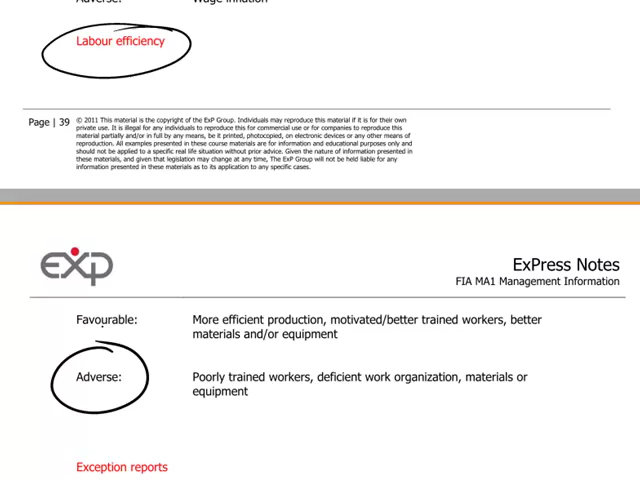 Adverse: Wage inflation
Labour efficiency
Page | 39 © 2011 This material is the copyright of the ExP Group. Individuals may reproduce this material if it is for their own
private use. It is illegal for any individuals to reproduce this for commercial use or for companies to reproduce this
material partially and/or in full by any means, be it printed, photocopied, on electronic devices or any other means of
reproduction. All examples presented in these course materials are for information and educational purposes only and
should not be applied to a specific real life situation without prior advice. Given the nature of information presented in
these materials, and given that legislation may change at any time, The ExP Group will not be held liable for any
information presented in these materials as to its application to any specific cases.
exp
ExPress Notes
FIA MA1 Management Information
Favourable: More efficient production, motivated/better trained workers, better
materials and/or equipment
Adverse: Poorly trained workers, deficient work organization, materials or
equipment
Exception reports